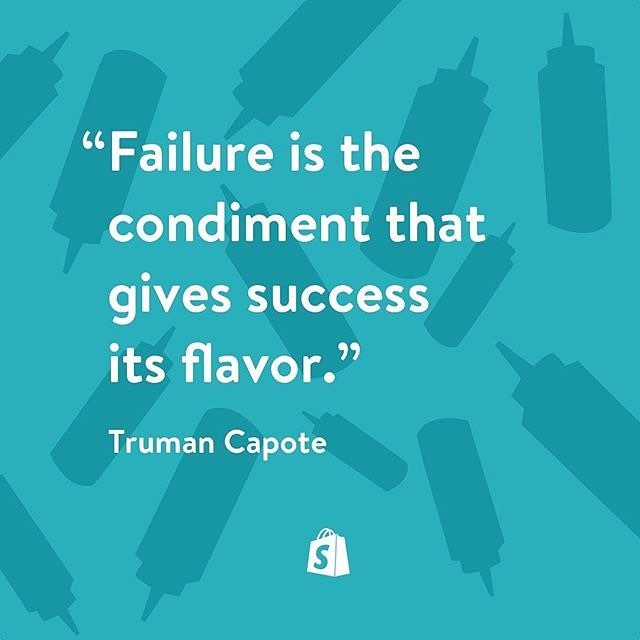 “Failure is the
condiment that
gives success
its flavor.”
Truman Capote
S